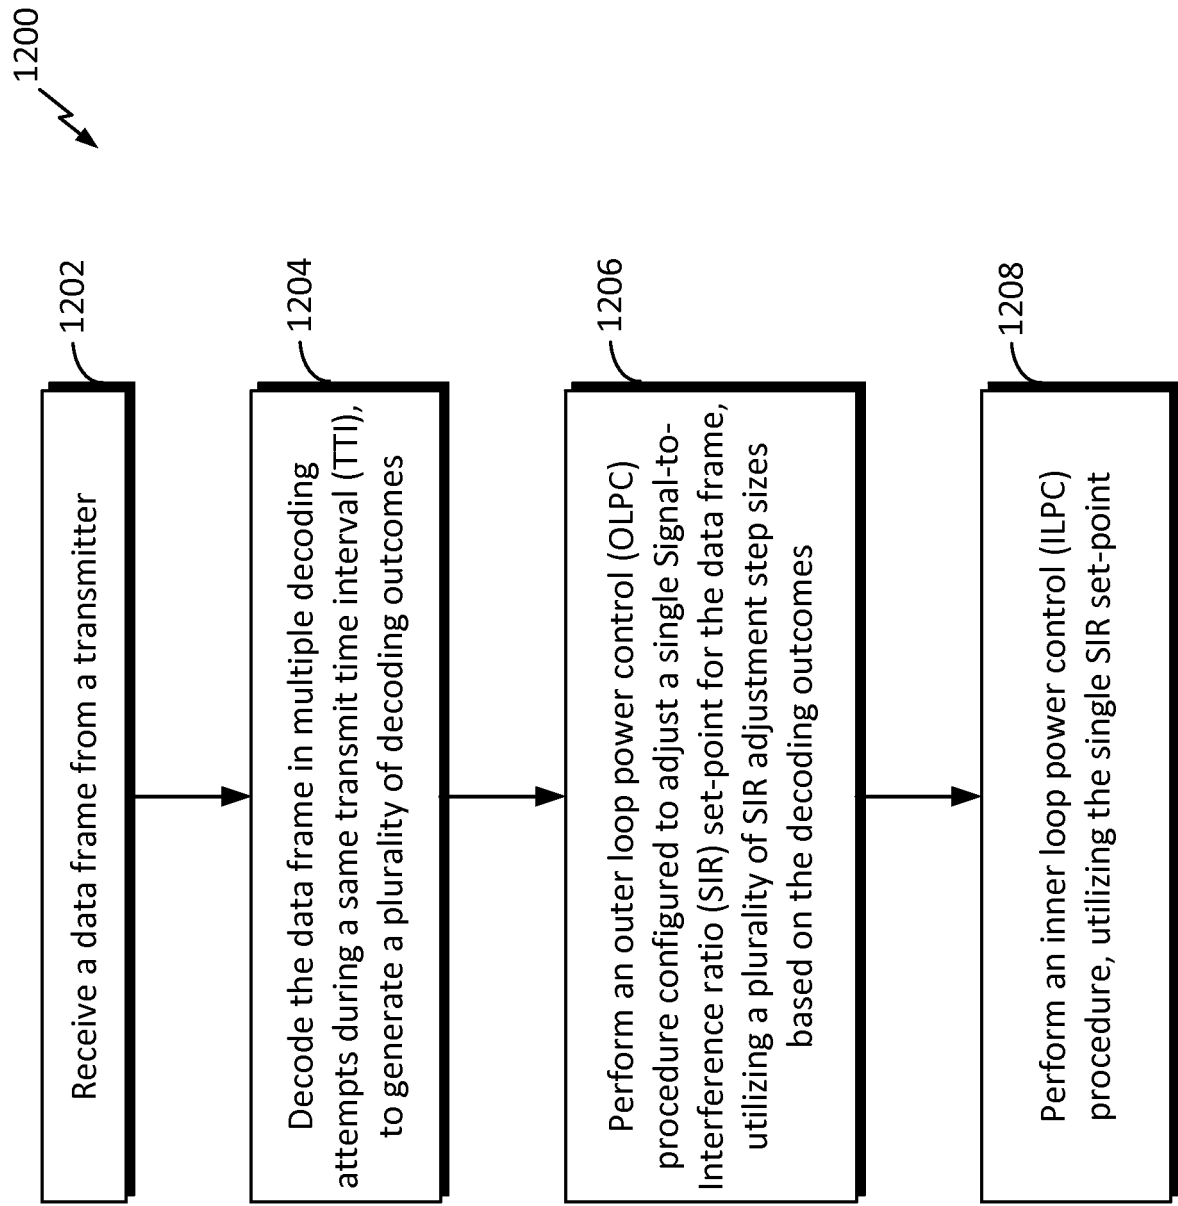 1200
1202
Receive a data frame from a transmitter
1204
Decode the data frame in multiple decoding
attempts during a same transmit time interval (TTI),
to generate a plurality of decoding outcomes
1206
Perform an outer loop power control (OLPC)
procedure configured to adjust a single Signal-to-
Interference ratio (SIR) set-point for the data frame,
utilizing a plurality of SIR adjustment step sizes
based on the decoding outcomes
1208
Perform an inner loop power control (ILPC)
procedure, utilizing the single SIR set-point